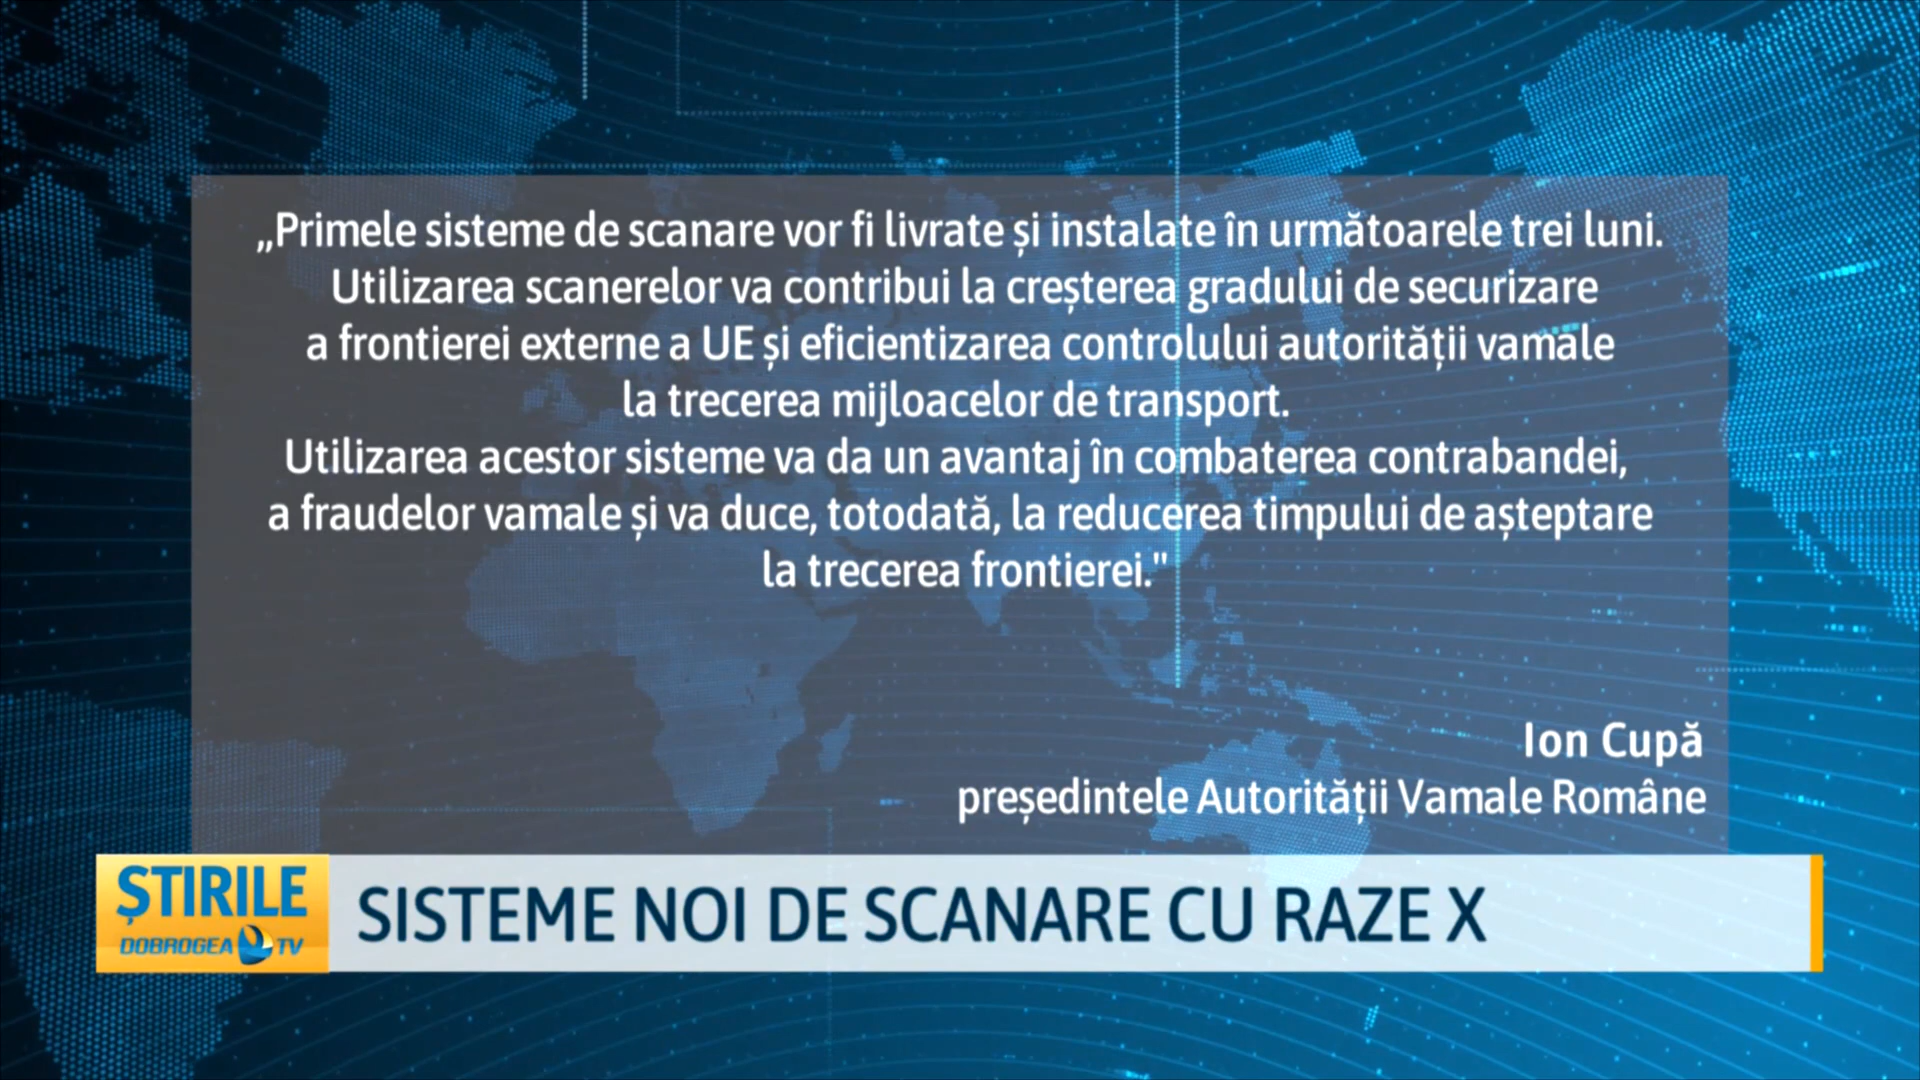 „Primele sisteme de scanare vor fi livrate și instalate în următoarele trei luni.
Utilizarea scanerelor va contribui la creșterea gradului de securizare
a frontierei externe a UE și eficientizarea controlului autorității vamale
la trecerea mijloacelor de transport.
Utilizarea acestor sisteme va da un avantaj în combaterea contrabandei,
a fraudelor vamale și va duce, totodată, la reducerea timpului de așteptare
la trecerea frontierei."
Ion Cupă
președintele Autorității Vamale Române
ȘTIRILE
DOBROGEA TV
SISTEME NOI DE SCANARE CU RAZE X